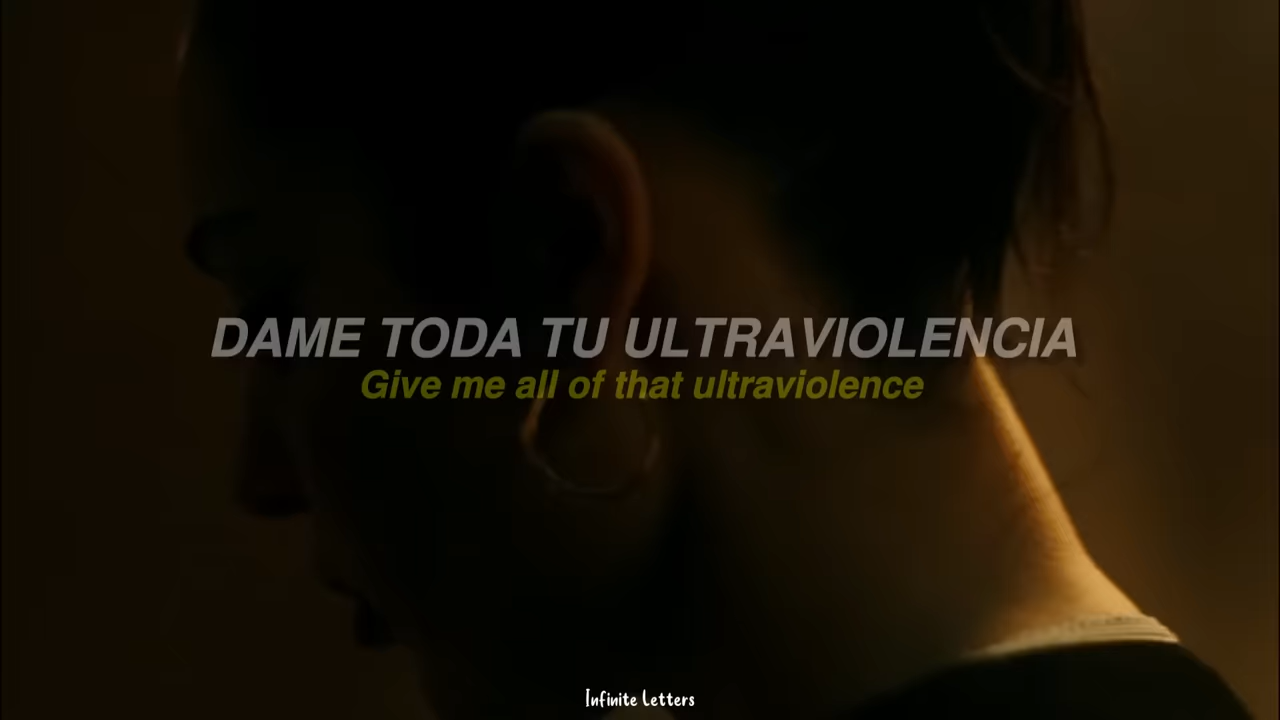 DAME TODA TU ULTRAVIOLENCIA
Give me all of that ultraviolence
Infinite Letters